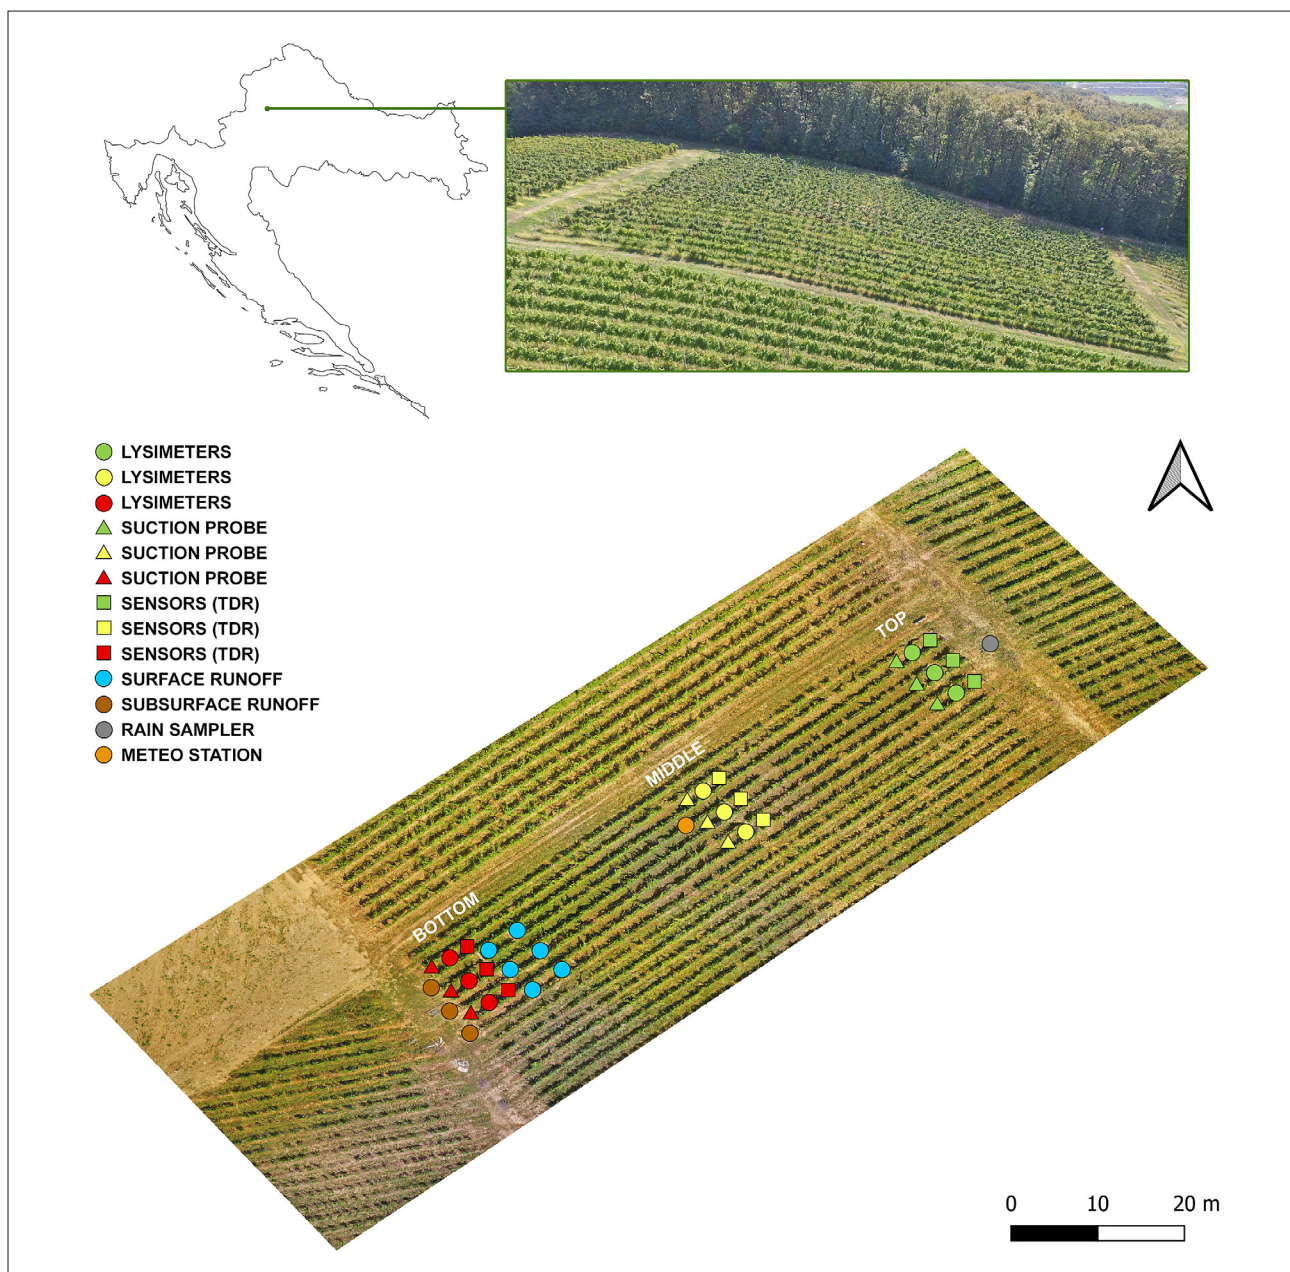 LYSIMETERS
LYSIMETERS
LYSIMETERS
SUCTION PROBE
SUCTION PROBE
SUCTION PROBE
SENSORS (TDR)
SENSORS (TDR)
SENSORS (TDR)
SURFACE RUNOFF
SUBSURFACE RUNOFF
RAIN SAMPLER
METEO STATION
TOP
MIDDLE
BOTTOM
0 10 20 m